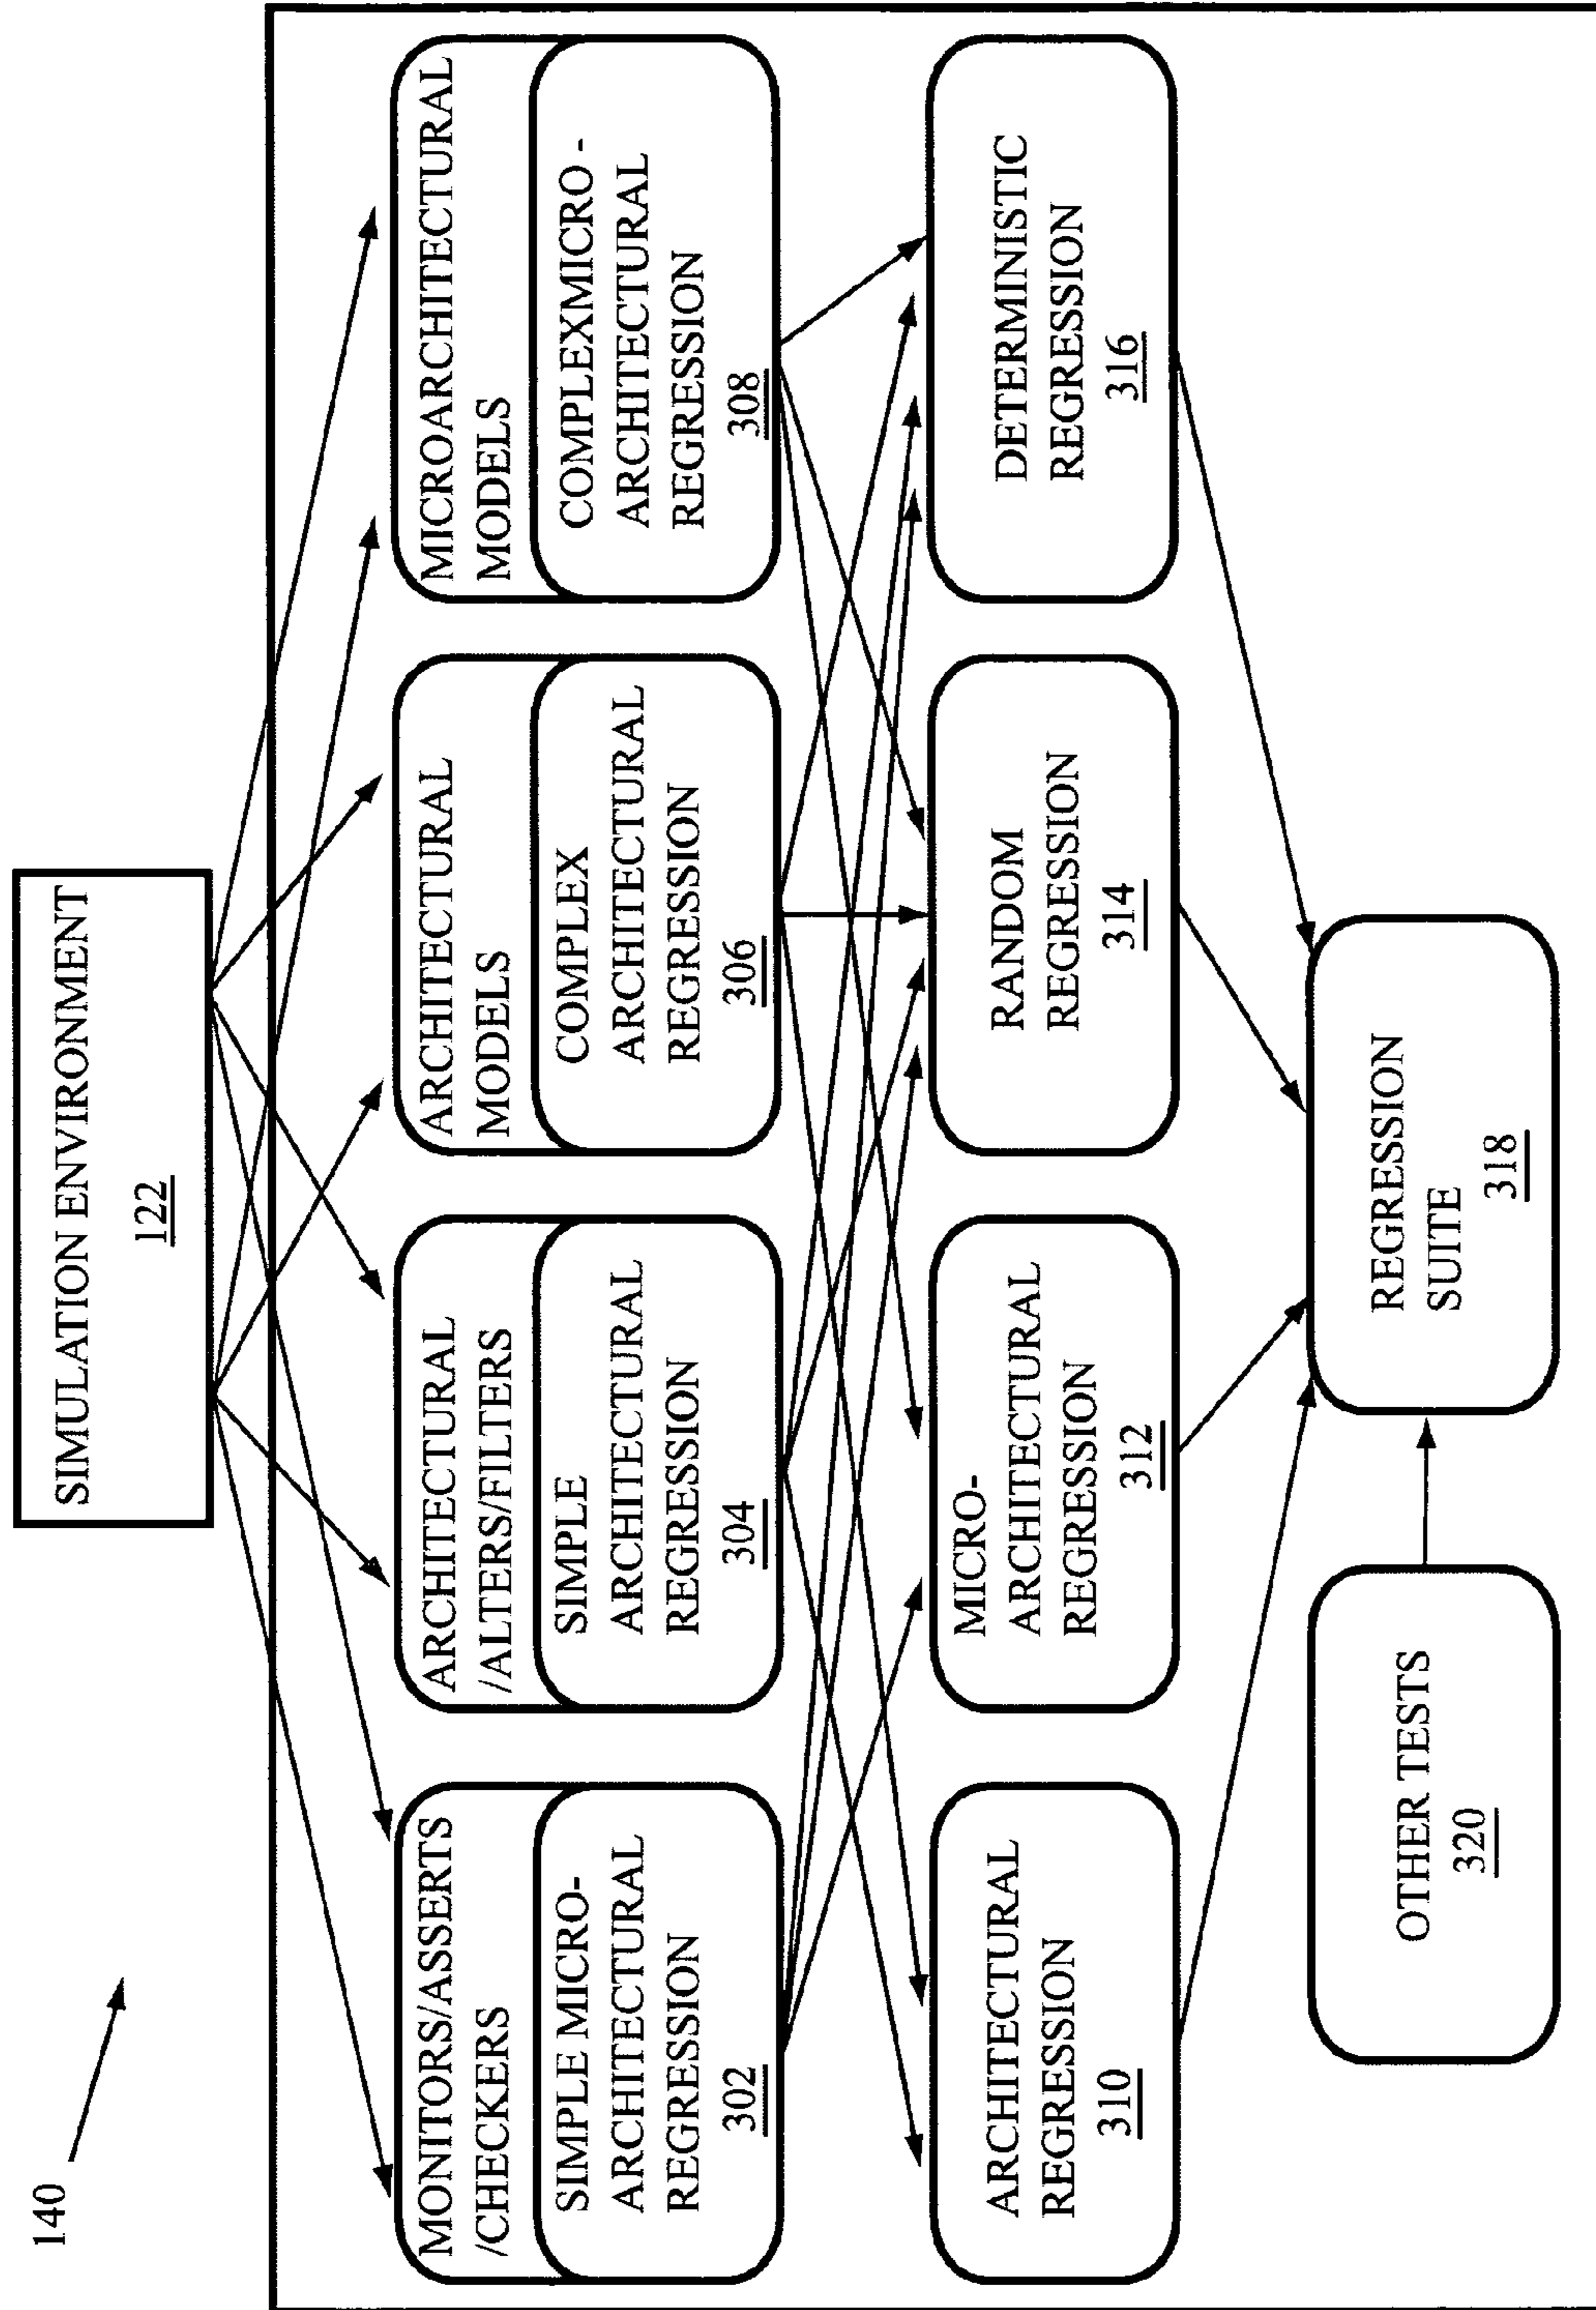 140
SIMULATION ENVIRONMENT
122
MONITORS/ASSERTS
/CHECKERS
SIMPLE MICRO-
ARCHITECTURAL
REGRESSION
302
ARCHITECTURAL
/ALTERS/FILTERS
SIMPLE
ARCHITECTURAL
REGRESSION
304
ARCHITECTURAL
MODELS
COMPLEX
ARCHITECTURAL
REGRESSION
306
MICROARCHITECTURAL
MODELS
COMPLEXMICRO -
ARCHITECTURAL
REGRESSION
308
ARCHITECTURAL
REGRESSION
310
MICRO-
ARCHITECTURAL
REGRESSION
312
RANDOM
REGRESSION
314
DETERMINISTIC
REGRESSION
316
OTHER TESTS
320
REGRESSION
SUITE
318